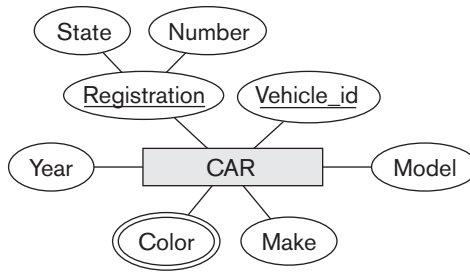 State
Number
Registration
Vehicle_id
Year
CAR
Model
Color
Make